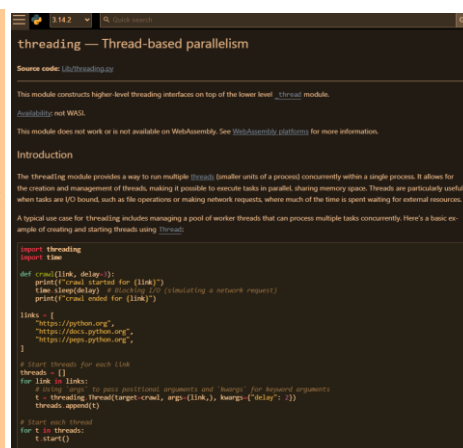 3.14.2
Quick search
threading — Thread-based parallelism
Source code: Lib/threading.py
This module constructs higher-level threading interfaces on top of the lower level _thread module.
Availability: not WASI.
This module does not work or is not available on WebAssembly. See WebAssembly platforms for more information.
Introduction
The threading module provides a way to run multiple threads (smaller units of a process) concurrently within a single process. It allows for
the creation and management of threads, making it possible to execute tasks in parallel, sharing memory space. Threads are particularly useful
when tasks are I/O bound, such as file operations or making network requests, where much of the time is spent waiting for external resources.
A typical use case for threading includes managing a pool of worker threads that can process multiple tasks concurrently. Here's a basic ex-
ample of creating and starting threads using Thread:
import threading
import time
def crawl(link, delay=3):
    print(f"crawl started for {link}")
    time.sleep(delay)  # Blocking I/O (simulating a network request)
    print(f"crawl ended for {link}")
links = [
    "https://python.org",
    "https://docs.python.org",
    "https://peps.python.org",
]
# Start threads for each link
threads = []
for link in links:
    # Using `args` to pass positional arguments and `kwargs` for keyword arguments
    t = threading.Thread(target=crawl, args=(link,), kwargs={"delay": 2})
    threads.append(t)
# Start each thread
for t in threads:
    t.start()